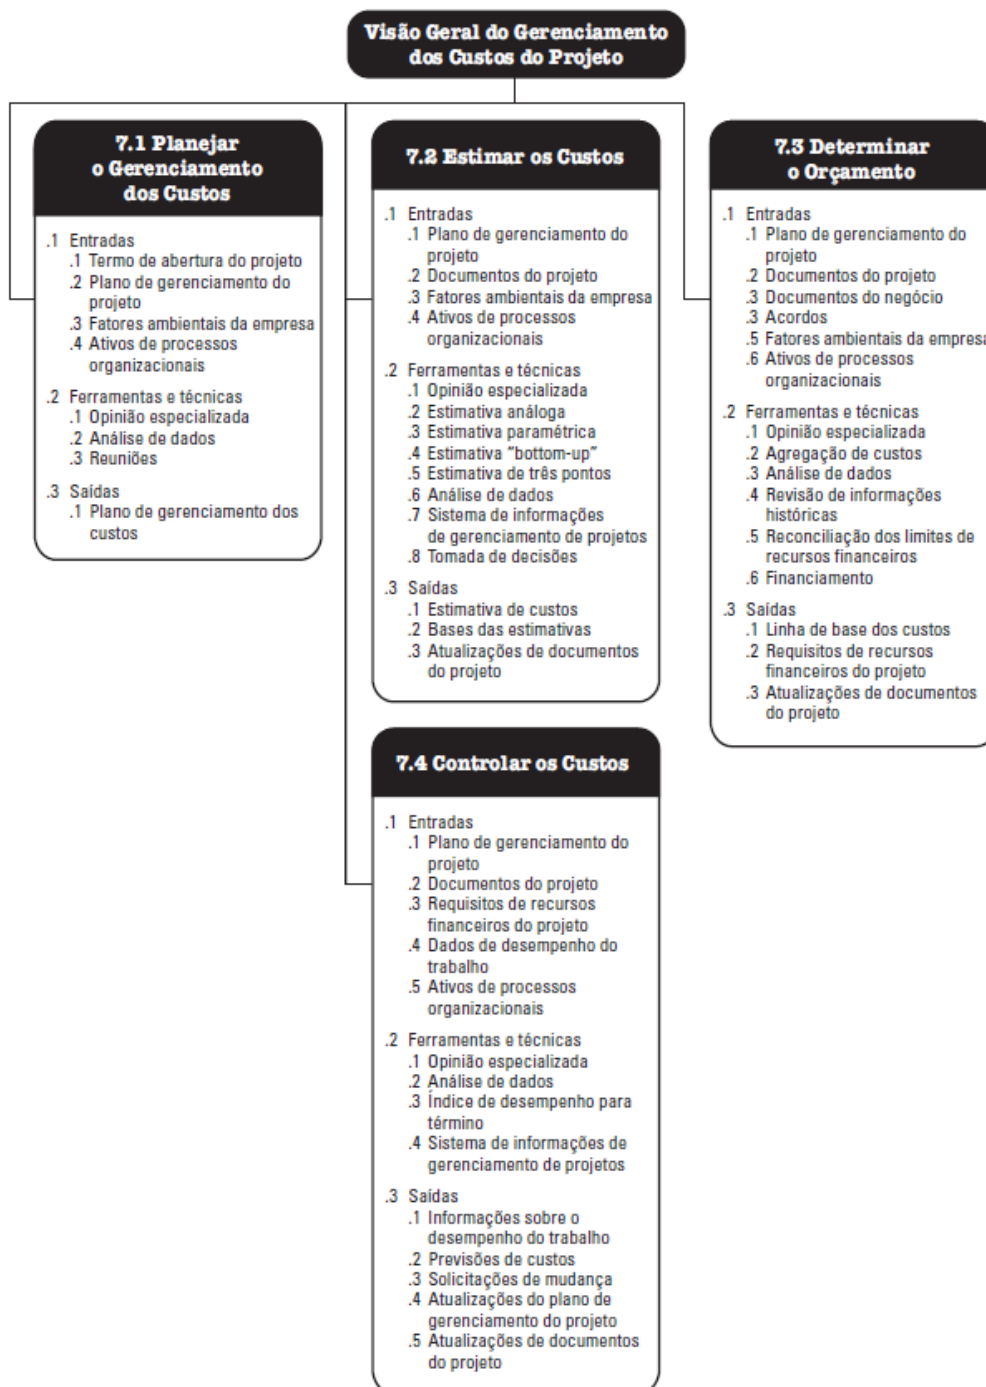 Visão Geral do Gerenciamento
dos Custos do Projeto
7.1 Planejar
o Gerenciamento
dos Custos
.1 Entradas
.1 Termo de abertura do projeto
.2 Plano de gerenciamento do
projeto
.3 Fatores ambientais da empresa
.4 Ativos de processos
organizacionais
.2 Ferramentas e técnicas
.1 Opinião especializada
.2 Análise de dados
.3 Reuniões
.3 Saídas
.1 Plano de gerenciamento dos
custos
7.2 Estimar os Custos
.1 Entradas
.1 Plano de gerenciamento do
projeto
.2 Documentos do projeto
.3 Fatores ambientais da empresa
.4 Ativos de processos
organizacionais
.2 Ferramentas e técnicas
.1 Opinião especializada
.2 Estimativa análoga
.3 Estimativa paramétrica
.4 Estimativa “bottom-up”
.5 Estimativa de três pontos
.6 Análise de dados
.7 Sistema de informações
de gerenciamento de projetos
.8 Tomada de decisões
.3 Saídas
.1 Estimativa de custos
.2 Bases das estimativas
.3 Atualizações de documentos
do projeto
7.3 Determinar
o Orçamento
.1 Entradas
.1 Plano de gerenciamento do
projeto
.2 Documentos do projeto
.3 Documentos do negócio
.3 Acordos
.5 Fatores ambientais da empresa
.6 Ativos de processos
organizacionais
.2 Ferramentas e técnicas
.1 Opinião especializada
.2 Agregação de custos
.3 Análise de dados
.4 Revisão de informações
históricas
.5 Reconciliação dos limites de
recursos financeiros
.6 Financiamento
.3 Saídas
.1 Linha de base dos custos
.2 Requisitos de recursos
financeiros do projeto
.3 Atualizações de documentos
do projeto
7.4 Controlar os Custos
.1 Entradas
.1 Plano de gerenciamento do
projeto
.2 Documentos do projeto
.3 Requisitos de recursos
financeiros do projeto
.4 Dados de desempenho do
trabalho
.5 Ativos de processos
organizacionais
.2 Ferramentas e técnicas
.1 Opinião especializada
.2 Análise de dados
.3 Índice de desempenho para
término
.4 Sistema de informações de
gerenciamento de projetos
.3 Saídas
.1 Informações sobre o
desempenho do trabalho
.2 Previsões de custos
.3 Solicitações de mudança
.4 Atualizações do plano de
gerenciamento do projeto
.5 Atualizações de documentos
do projeto